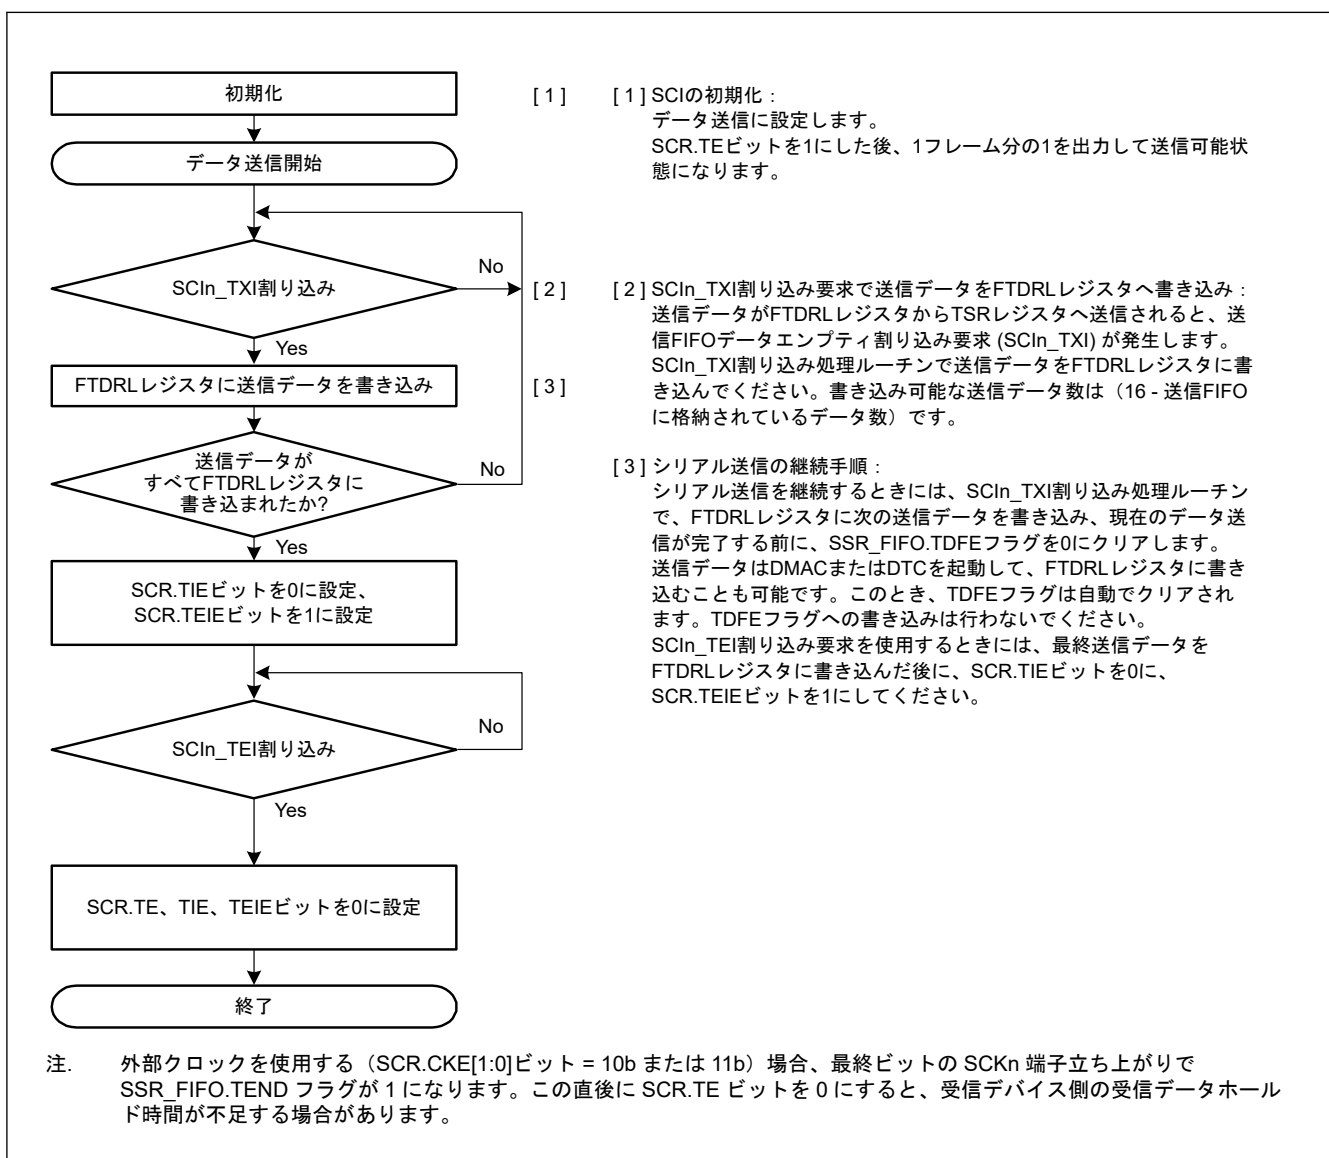 初期化
[ 1 ]
データ送信開始
SCIn_TXI割り込み
No
[ 2 ]
Yes
FTDRLレジスタに送信データを書き込み
[ 3 ]
送信データが
すべてFTDRLレジスタに
書き込まれたか?
No
Yes
SCR.TIEビットを0に設定、
SCR.TEIEビットを1に設定
SCIn_TEI割り込み
No
Yes
SCR.TE、TIE、TEIEビットを0に設定
終了
[ 1 ] SCIの初期化：
データ送信に設定します。
SCR.TEビットを1にした後、1フレーム分の1を出力して送信可能状
態になります。
[ 2 ] SCIn_TXI割り込み要求で送信データをFTDRLレジスタへ書き込み：
送信データがFTDRLレジスタからTSRレジスタへ送信されると、送
信FIFOデータエンプティ割り込み要求 (SCIn_TXI) が発生します。
SCIn_TXI割り込み処理ルーチンで送信データをFTDRLレジスタに書
き込んでください。書き込み可能な送信データ数は（16 - 送信FIFO
に格納されているデータ数）です。
[ 3 ] シリアル送信の継続手順：
シリアル送信を継続するときには、SCIn_TXI割り込み処理ルーチン
で、FTDRLレジスタに次の送信データを書き込み、現在のデータ送
信が完了する前に、SSR_FIFO.TDFEフラグを0にクリアします。
送信データはDMACまたはDTCを起動して、FTDRLレジスタに書き
込むことも可能です。このとき、TDFEフラグは自動でクリアされ
ます。TDFEフラグへの書き込みは行わないでください。
SCIn_TEI割り込み要求を使用するときには、最終送信データを
FTDRLレジスタに書き込んだ後に、SCR.TIEビットを0に、
SCR.TEIEビットを1にしてください。
注. 外部クロックを使用する（SCR.CKE[1:0]ビット = 10b または 11b）場合、最終ビットの SCKn 端子立ち上がりで
SSR_FIFO.TEND フラグが 1 になります。この直後に SCR.TE ビットを 0 にすると、受信デバイス側の受信データホール
ド時間が不足する場合があります。